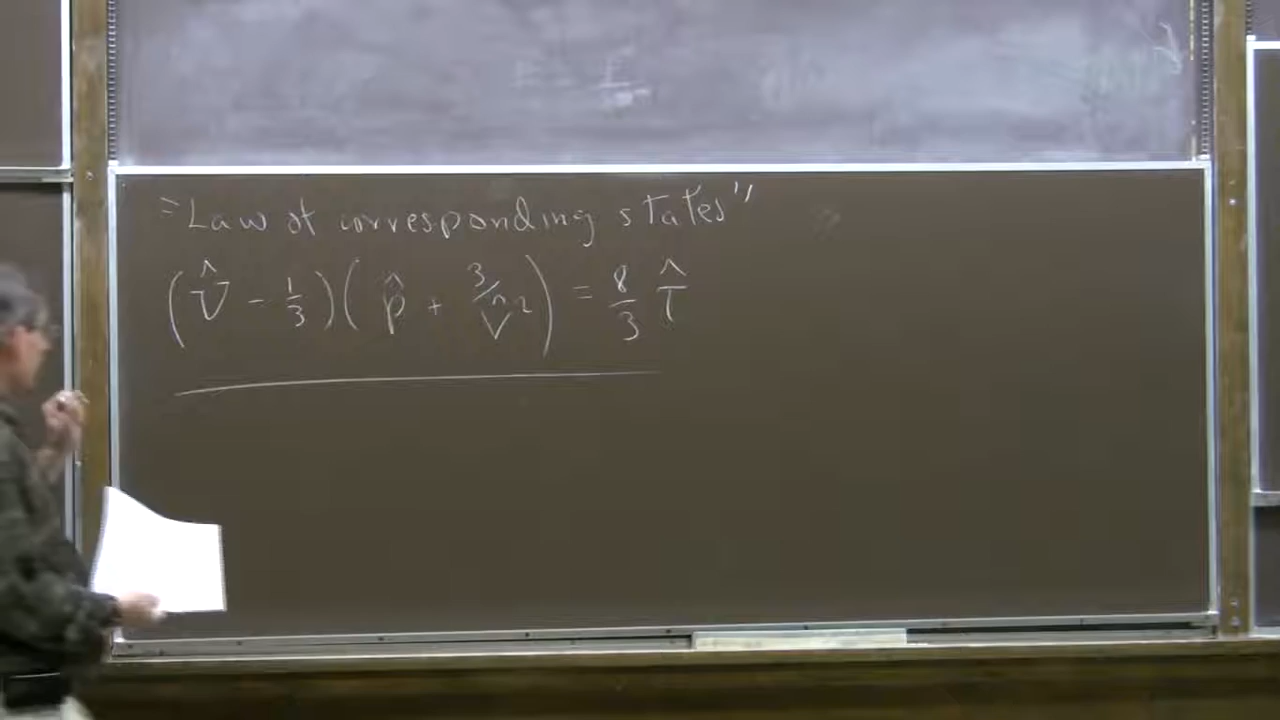 "Law of corresponding states"
(v̂ - 1/3)(p̂ + 3/v̂²) = 8/3 T̂